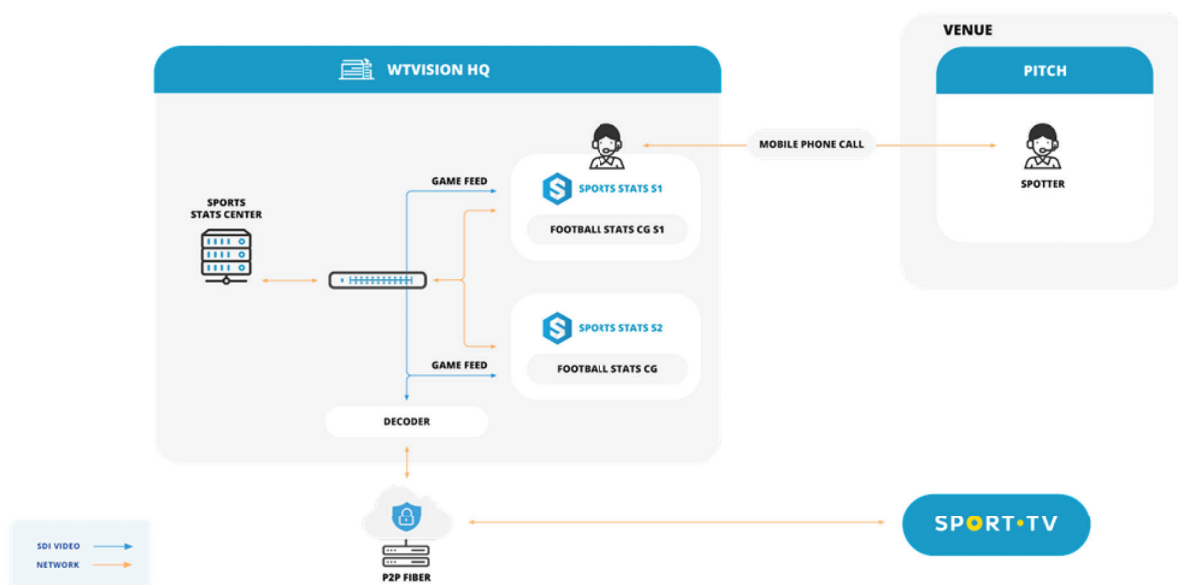 VENUE
WTVISION HQ
PITCH
MOBILE PHONE CALL
SPOTTER
GAME FEED
SPORTS STATS S1
SPORTS
STATS CENTER
FOOTBALL STATS CG S1
SPORTS STATS S2
GAME FEED
FOOTBALL STATS CG
DECODER
SPORT•TV
SDI VIDEO
NETWORK
P2P FIBER